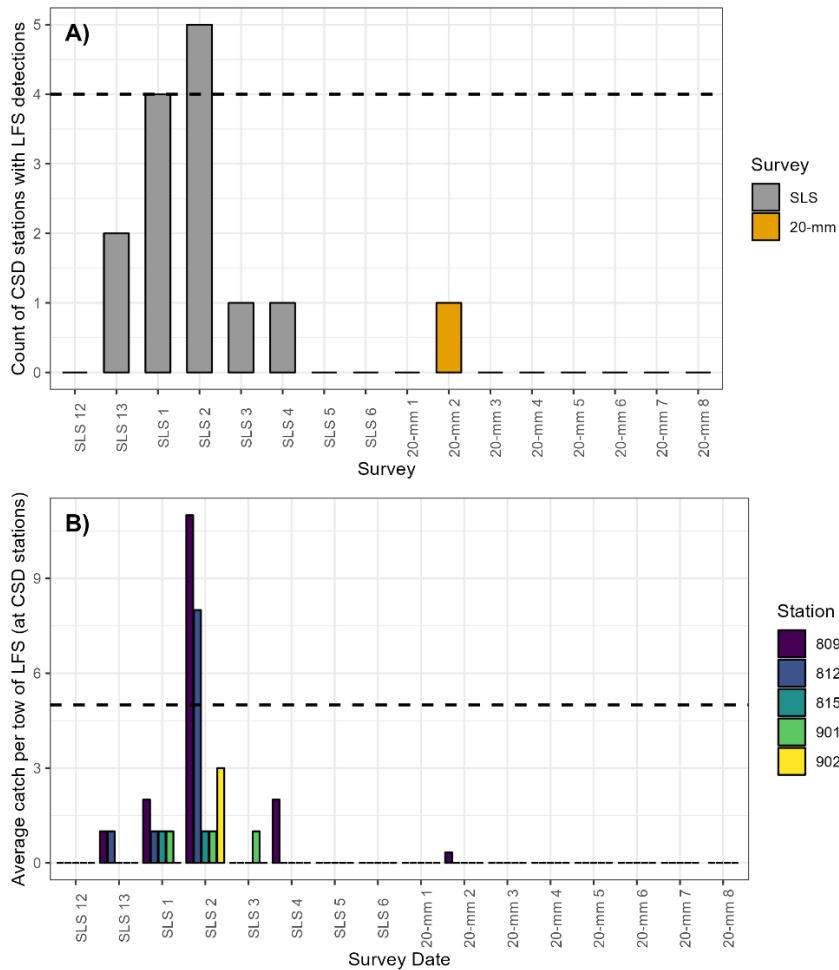 A)
Count of CSD stations with LFS detections
5
4
3
2
1
0
SLS 12
SLS 13
SLS 1
SLS 2
SLS 3
SLS 4
SLS 5
SLS 6
20-mm 1
20-mm 2
20-mm 3
20-mm 4
20-mm 5
20-mm 6
20-mm 7
20-mm 8
Survey
Survey
SLS
20-mm
B)
Average catch per tow of LFS (at CSD stations)
9
6
3
0
SLS 12
SLS 13
SLS 1
SLS 2
SLS 3
SLS 4
SLS 5
SLS 6
20-mm 1
20-mm 2
20-mm 3
20-mm 4
20-mm 5
20-mm 6
20-mm 7
20-mm 8
Survey Date
Station
809
812
815
901
902